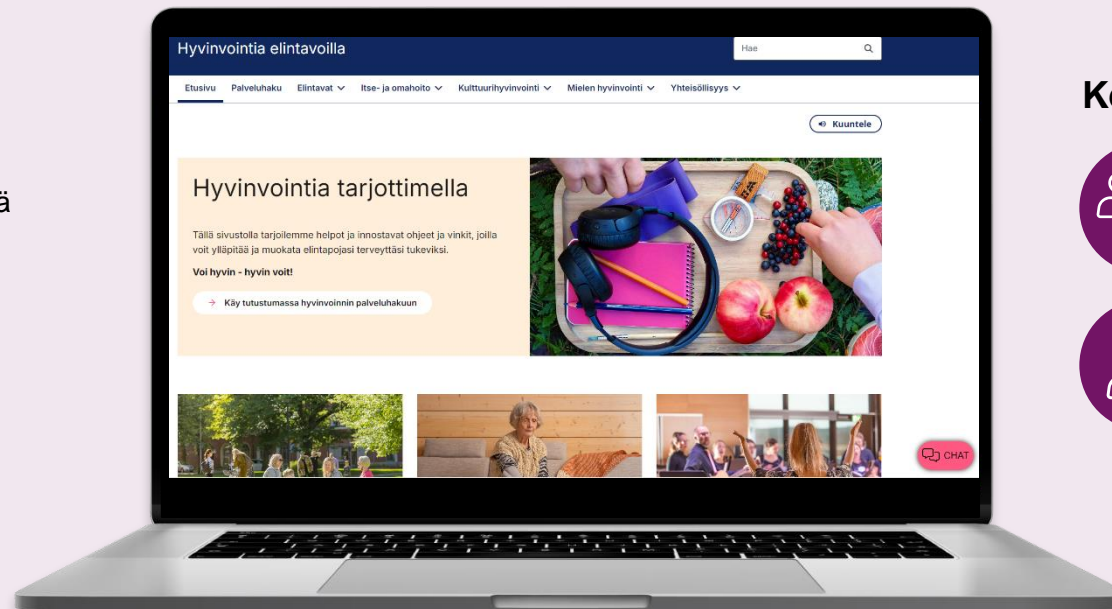 Hyvinvointia elintavoilla
Hae
Etusivu Palveluhaku Elintavat Itse- ja omahoito Kulttuurihyvinvointi Mielen hyvinvointi Yhteisöllisyys
Kuuntele
Hyvinvointia tarjottimella
Tällä sivustolla tarjoilemme helpot ja innostavat ohjeet ja vinkit, joilla
voit ylläpitää ja muokata elintapojasi terveyttäsi tukeviksi.
Voi hyvin - hyvin voit!
Käy tutustumassa hyvinvoinnin palveluhakuun
CHAT
ä